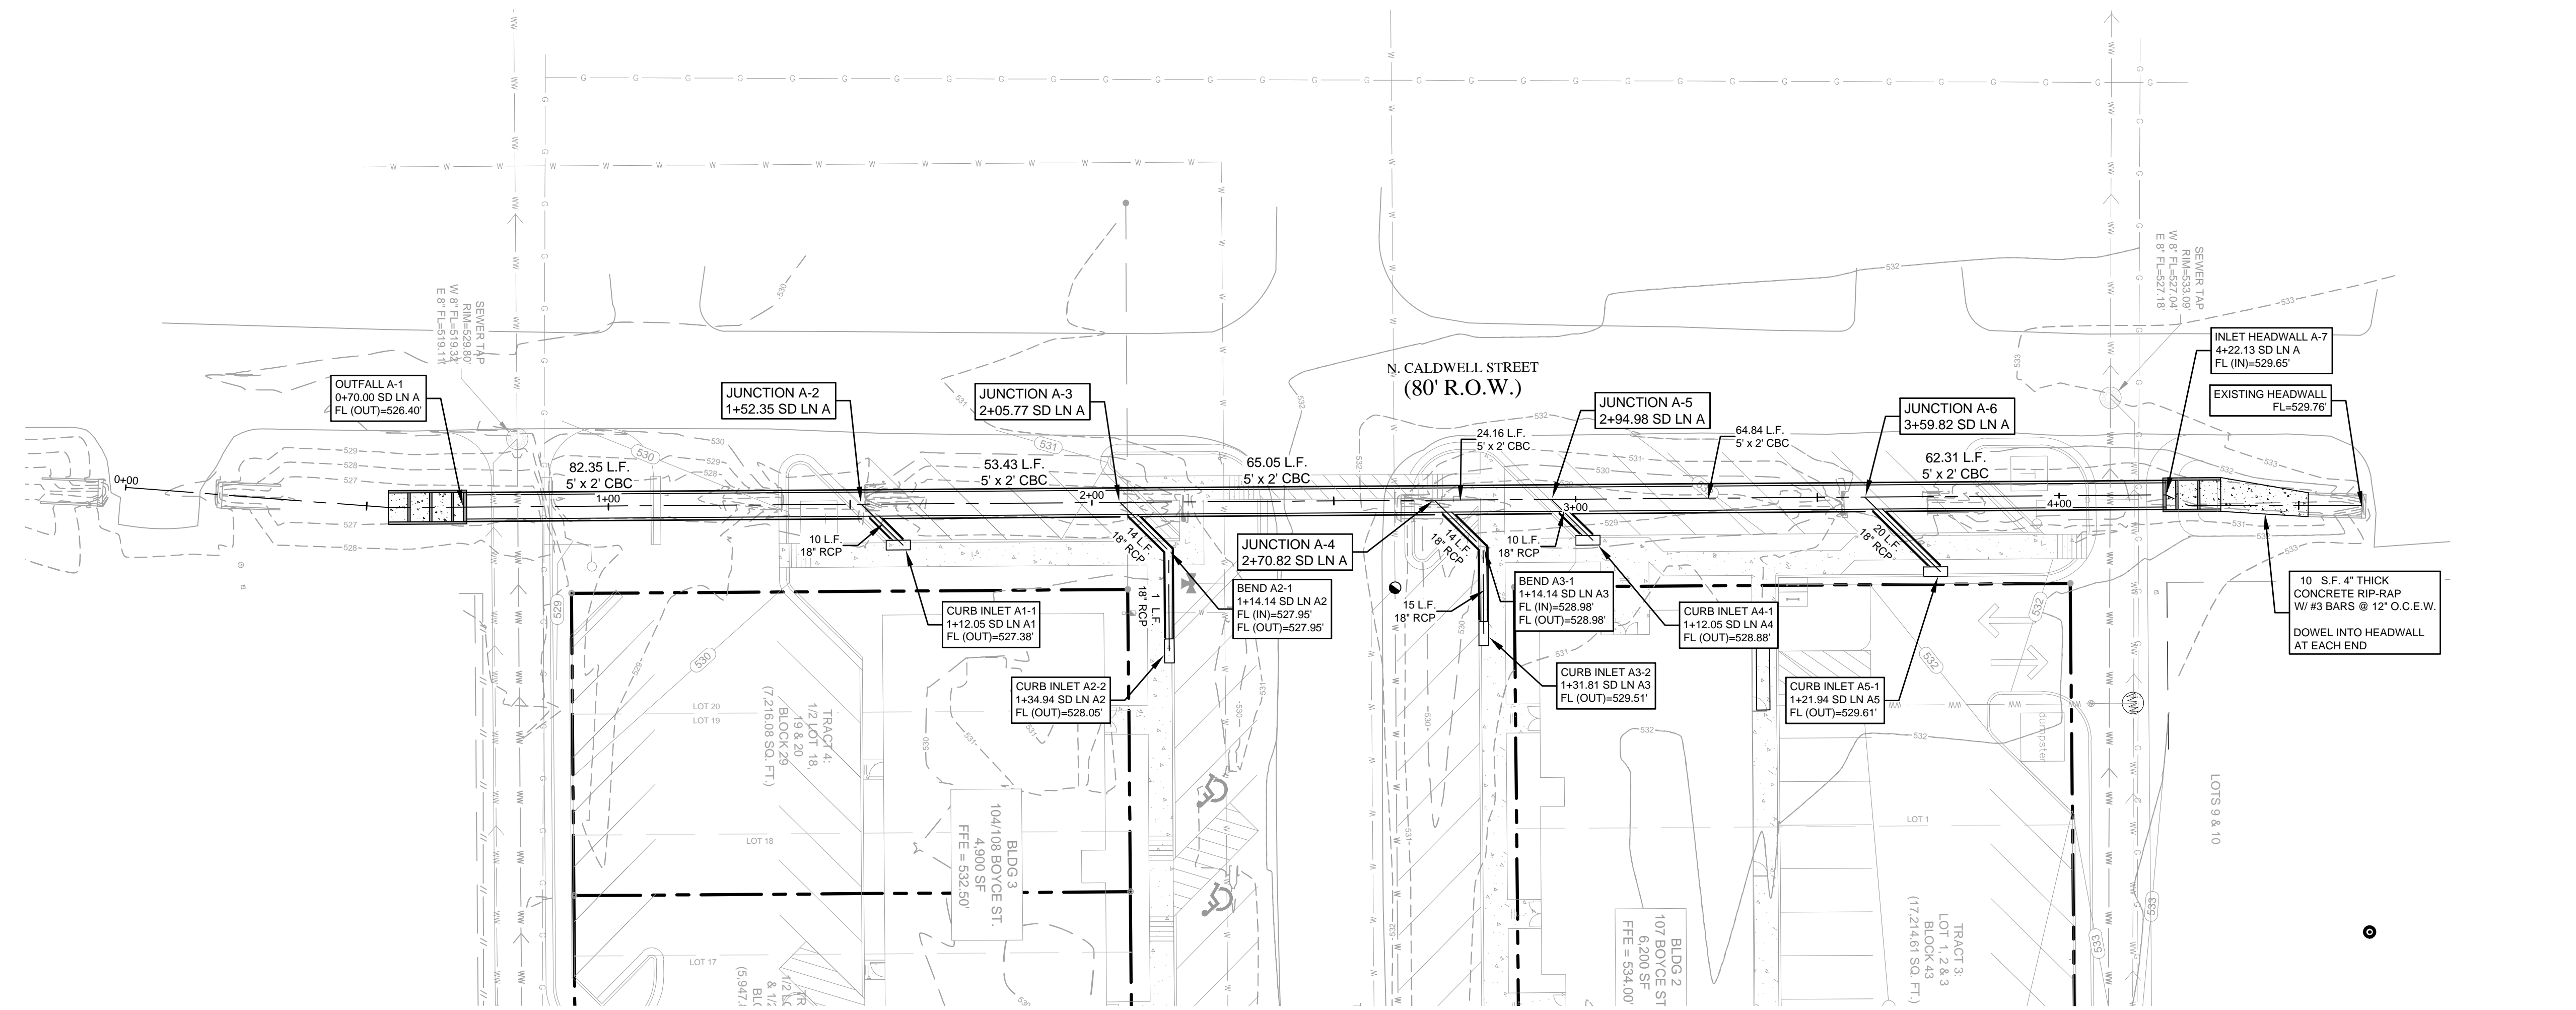 N. CALDWELL STREET
(80' R.O.W.)
SEWER TAP
RIM=529.80'
W 8" FL=519.32'
E 8" FL=519.11'
SEWER TAP
RIM=533.09'
W 8" FL=527.04'
E 8" FL=527.18'
OUTFALL A-1
0+70.00 SD LN A
FL (OUT)=526.40'
JUNCTION A-2
1+52.35 SD LN A
JUNCTION A-3
2+05.77 SD LN A
JUNCTION A-5
2+94.98 SD LN A
JUNCTION A-6
3+59.82 SD LN A
INLET HEADWALL A-7
4+22.13 SD LN A
FL (IN)=529.65'
EXISTING HEADWALL
FL=529.76'
82.35 L.F.
5' x 2' CBC
53.43 L.F.
5' x 2' CBC
65.05 L.F.
5' x 2' CBC
24.16 L.F.
5' x 2' CBC
64.84 L.F.
5' x 2' CBC
62.31 L.F.
5' x 2' CBC
0+00
1+00
2+00
3+00
4+00
10 L.F.
18" RCP
14 L.F.
18" RCP
1 L.F.
18" RCP
JUNCTION A-4
2+70.82 SD LN A
14 L.F.
18" RCP
15 L.F.
18" RCP
10 L.F.
18" RCP
20 L.F.
18" RCP
CURB INLET A1-1
1+12.05 SD LN A1
FL (OUT)=527.38'
BEND A2-1
1+14.14 SD LN A2
FL (IN)=527.95'
FL (OUT)=527.95'
CURB INLET A2-2
1+34.94 SD LN A2
FL (OUT)=528.05'
BEND A3-1
1+14.14 SD LN A3
FL (IN)=528.98'
FL (OUT)=528.98'
CURB INLET A3-2
1+31.81 SD LN A3
FL (OUT)=529.51'
CURB INLET A4-1
1+12.05 SD LN A4
FL (OUT)=528.88'
CURB INLET A5-1
1+21.94 SD LN A5
FL (OUT)=529.61'
10 S.F. 4" THICK
CONCRETE RIP-RAP
W/ #3 BARS @ 12" O.C.E.W.
DOWEL INTO HEADWALL
AT EACH END
TRACT 4:
1/2 LOT 18,
19 & 20
BLOCK 29
(7,216.08 SQ. FT.)
LOT 20
LOT 19
LOT 18
LOT 17
BLDG 3
104/108 BOYCE ST.
4,900 SF
FFE = 532.50'
BLDG 2
107 BOYCE ST
6,200 SF
FFE = 534.00'
TRACT 3:
LOT 1, 2 & 3
BLOCK 43
(17,214.61 SQ. FT.)
LOT 1
LOTS 9 & 10
dumpster
(5,947.
530
531
532
533
529
528
527
WW
W
G